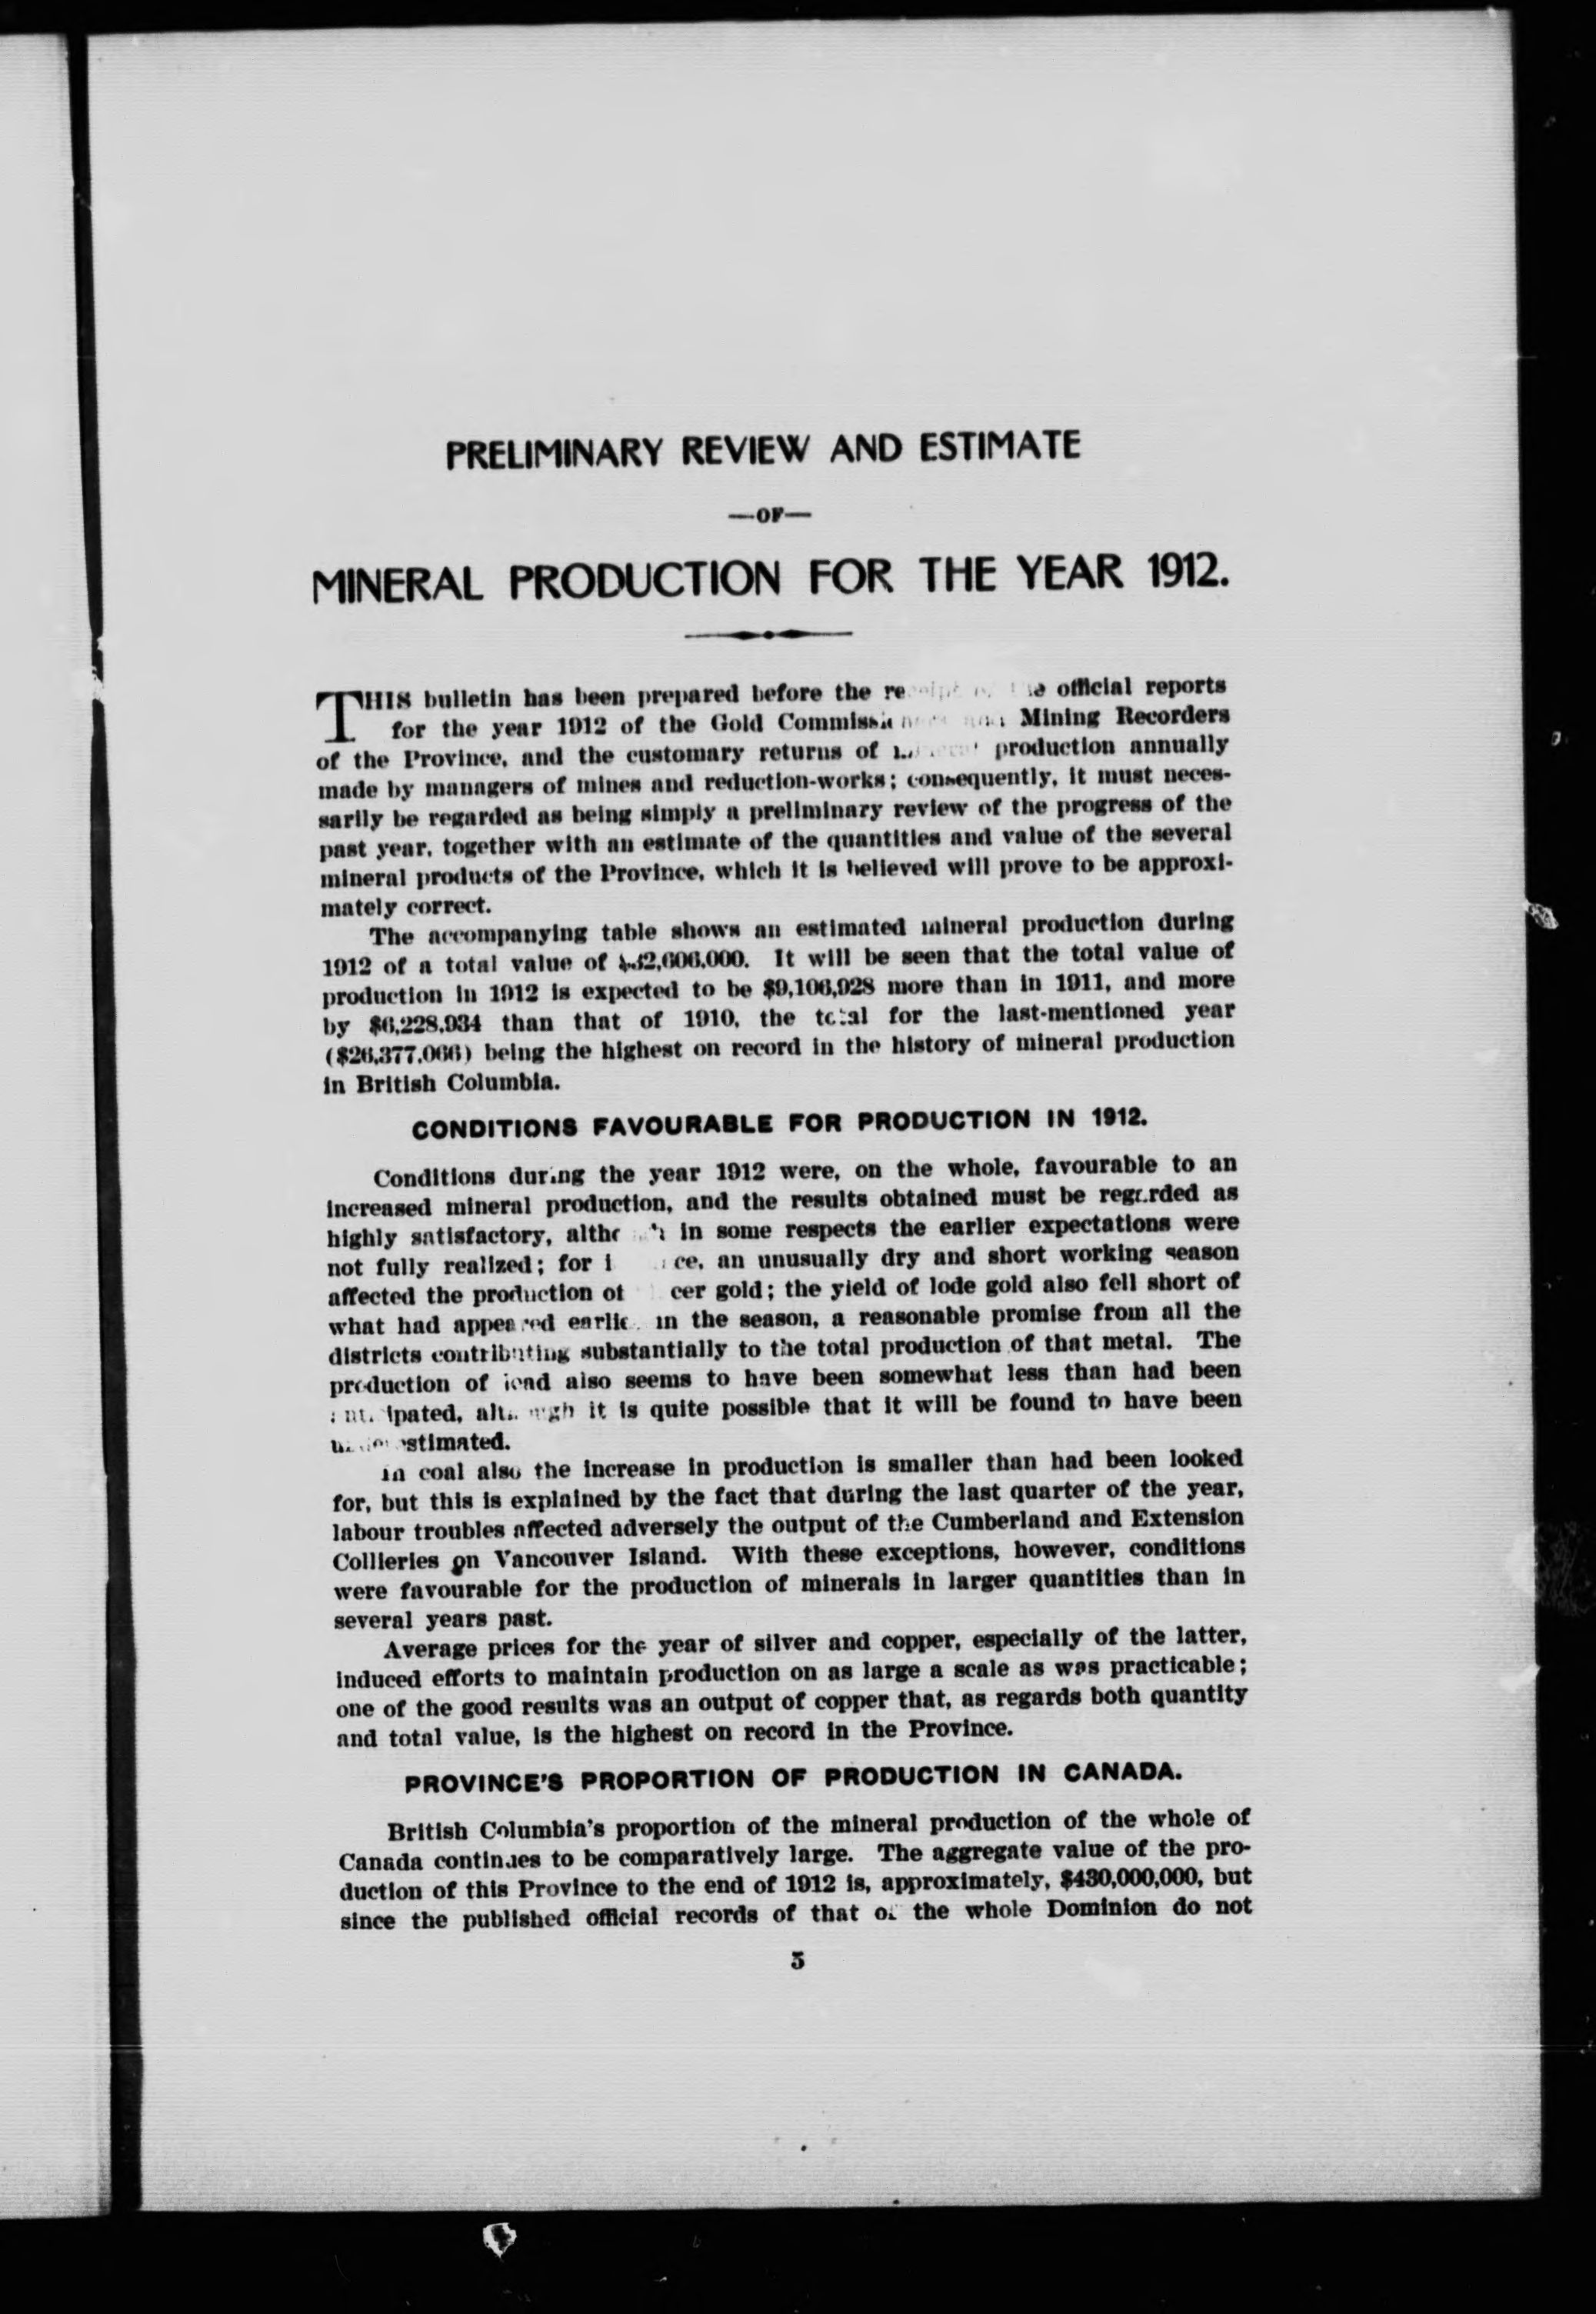 PRELIMINARY REVIEW AND ESTIMATE
—OF—
MINERAL PRODUCTION FOR THE YEAR 1912.
THIS bulletin has been prepared before the official reports
for the year 1912 of the Gold Mining Recorders
of the Province, and the customary returns of production annually
made by managers of mines and reduction-works; consequently, it must neces-
sarily be regarded as being simply a preliminary review of the progress of the
past year, together with an estimate of the quantities and value of the several
mineral products of the Province, which it is believed will prove to be approxi-
mately correct.
The accompanying table shows an estimated mineral production during
1912 of a total value of It will be seen that the total value of
production in 1912 is expected to be $9,106,928 more than in 1911, and more
by $6,228,934 than that of 1910, the total for the last-mentioned year
($26,377,066) being the highest on record in the history of mineral production
in British Columbia.
CONDITIONS FAVOURABLE FOR PRODUCTION IN 1912.
Conditions during the year 1912 were, on the whole, favourable to an
increased mineral production, and the results obtained must be regarded as
highly satisfactory, in some respects the earlier expectations were
not fully realized; for an unusually dry and short working season
affected the production of gold; the yield of lode gold also fell short of
what had appeared earlier in the season, a reasonable promise from all the
districts contributing substantially to the total production of that metal. The
production of lead also seems to have been somewhat less than had been
although it is quite possible that it will be found to have been
In coal also the increase in production is smaller than had been looked
for, but this is explained by the fact that during the last quarter of the year,
labour troubles affected adversely the output of the Cumberland and Extension
Collieries on Vancouver Island. With these exceptions, however, conditions
were favourable for the production of minerals in larger quantities than in
several years past.
Average prices for the year of silver and copper, especially of the latter,
induced efforts to maintain production on as large a scale as was practicable;
one of the good results was an output of copper that, as regards both quantity
and total value, is the highest on record in the Province.
PROVINCE'S PROPORTION OF PRODUCTION IN CANADA.
British Columbia's proportion of the mineral production of the whole of
Canada continues to be comparatively large. The aggregate value of the pro-
duction of this Province to the end of 1912 is, approximately, $430,000,000, but
since the published official records of that of the whole Dominion do not
5